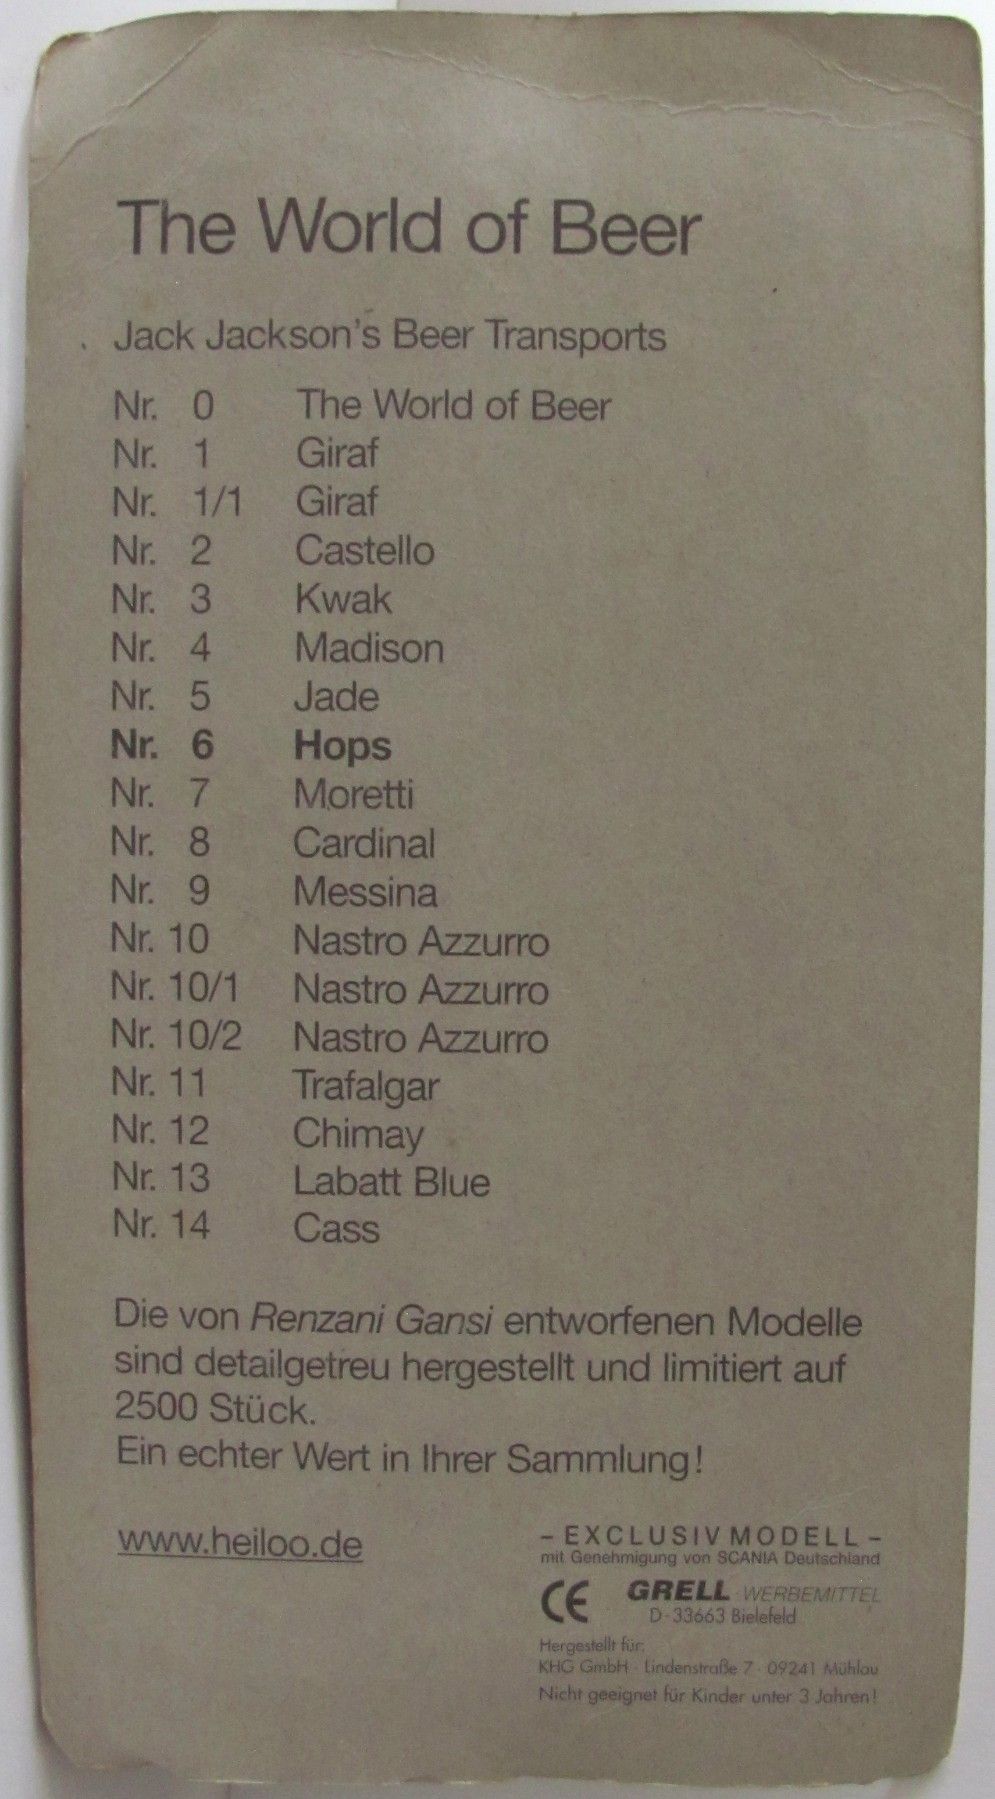 The World of Beer
Jack Jackson's Beer Transports
Nr. 0 The World of Beer
Nr. 1 Giraf
Nr. 1/1 Giraf
Nr. 2 Castello
Nr. 3 Kwak
Nr. 4 Madison
Nr. 5 Jade
Nr. 6 Hops
Nr. 7 Moretti
Nr. 8 Cardinal
Nr. 9 Messina
Nr. 10 Nastro Azzurro
Nr. 10/1 Nastro Azzurro
Nr. 10/2 Nastro Azzurro
Nr. 11 Trafalgar
Nr. 12 Chimay
Nr. 13 Labatt Blue
Nr. 14 Cass
Die von Renzani Gansi entworfenen Modelle
sind detailgetreu hergestellt und limitiert auf
2500 Stück.
Ein echter Wert in Ihrer Sammlung!
www.heiloo.de
– EXCLUSIV MODELL –
mit Genehmigung von SCANIA Deutschland
CE GRELL WERBEMITTEL
D-33663 Bielefeld
Hergestellt für:
KHG GmbH · Lindenstraße 7 · 09241 Mühlau
Nicht geeignet für Kinder unter 3 Jahren!